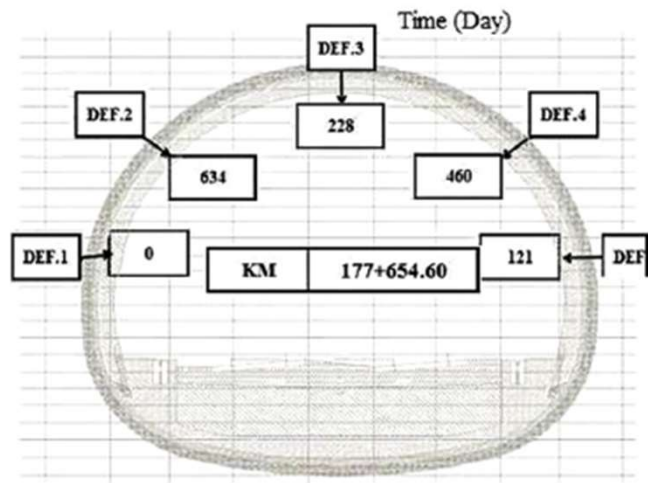 Time (Day)
DEF.3
DEF.2
DEF.4
228
634
460
DEF.1
0
KM
177+654.60
121
DEF